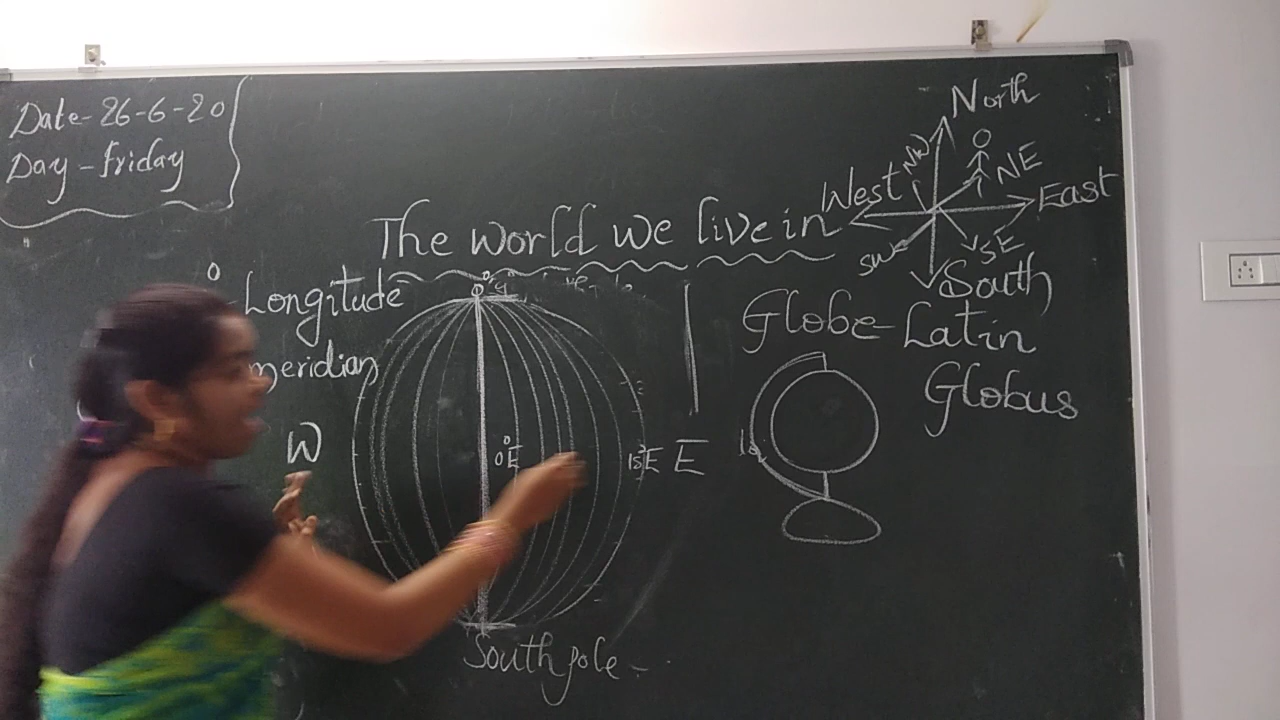 Date-26-6-20
Day-friday
North
NW
NE
West
East
SW
SE
South
The world we live in
Longitude
meridian
W
0°E
E
E
Globe-Latin
Globus
South pole-